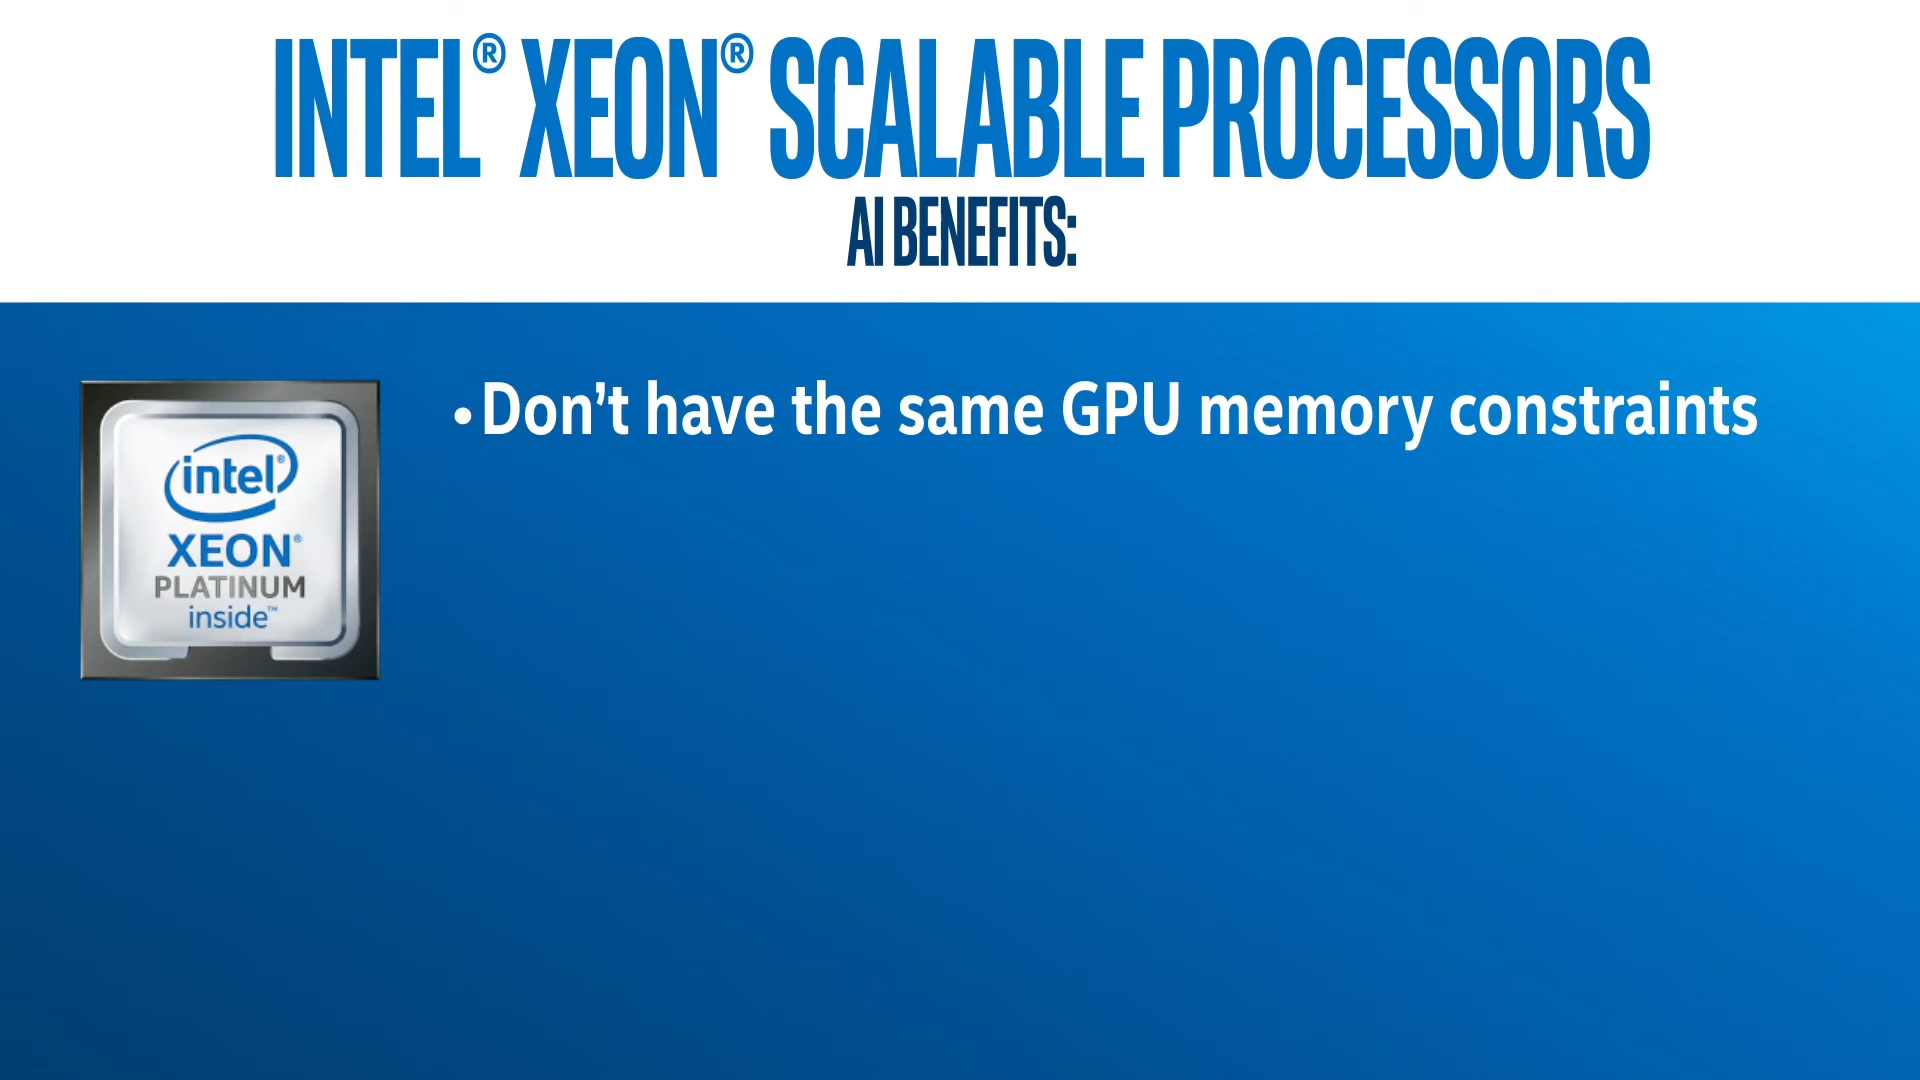 INTEL® XEON® SCALABLE PROCESSORS
AI BENEFITS:
•Don’t have the same GPU memory constraints
intel®
XEON®
PLATINUM
inside™